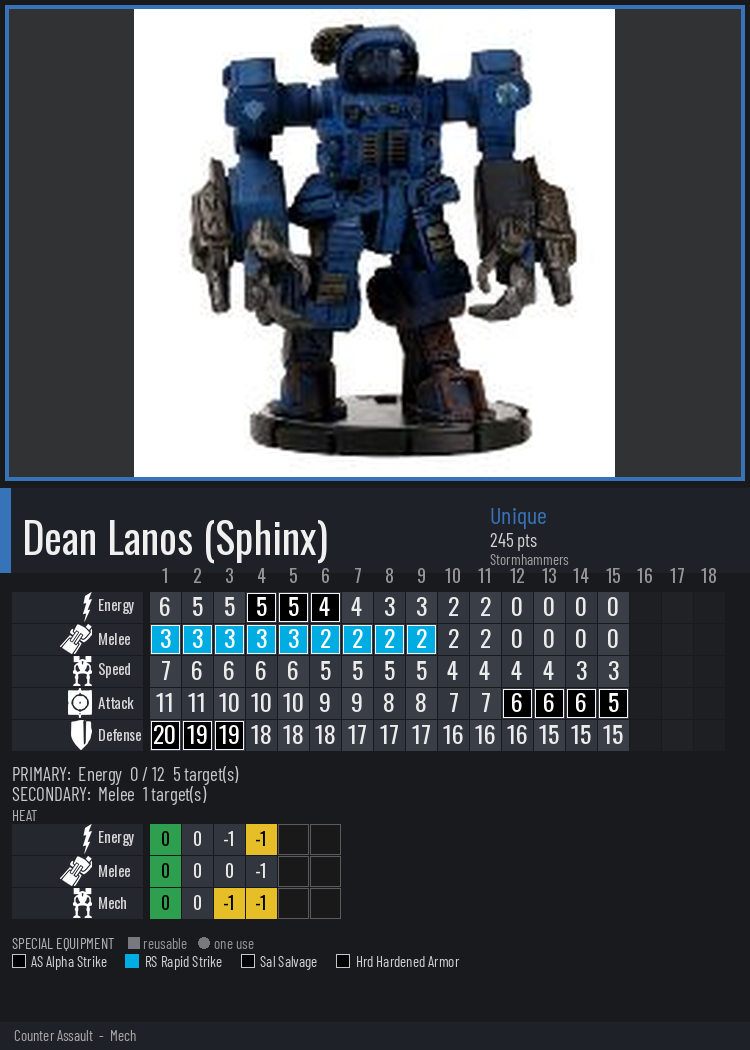 Dean Lanos (Sphinx)
Unique
245 pts
Stormhammers
1 2 3 4 5 6 7 8 9 10 11 12 13 14 15 16 17 18
Energy 6 5 5 5 5 4 4 3 3 2 2 0 0 0 0
Melee 3 3 3 3 3 2 2 2 2 2 2 0 0 0 0
Speed 7 6 6 6 6 5 5 5 5 4 4 4 4 3 3
Attack 11 11 10 10 10 9 9 8 8 7 7 6 6 6 5
Defense 20 19 19 18 18 18 17 17 17 16 16 16 15 15 15
PRIMARY: Energy 0 / 12 5 target(s)
SECONDARY: Melee 1 target(s)
HEAT
Energy 0 0 -1 -1
Melee 0 0 0 -1
Mech 0 0 -1 -1
SPECIAL EQUIPMENT reusable one use
AS Alpha Strike RS Rapid Strike Sal Salvage Hrd Hardened Armor
Counter Assault - Mech